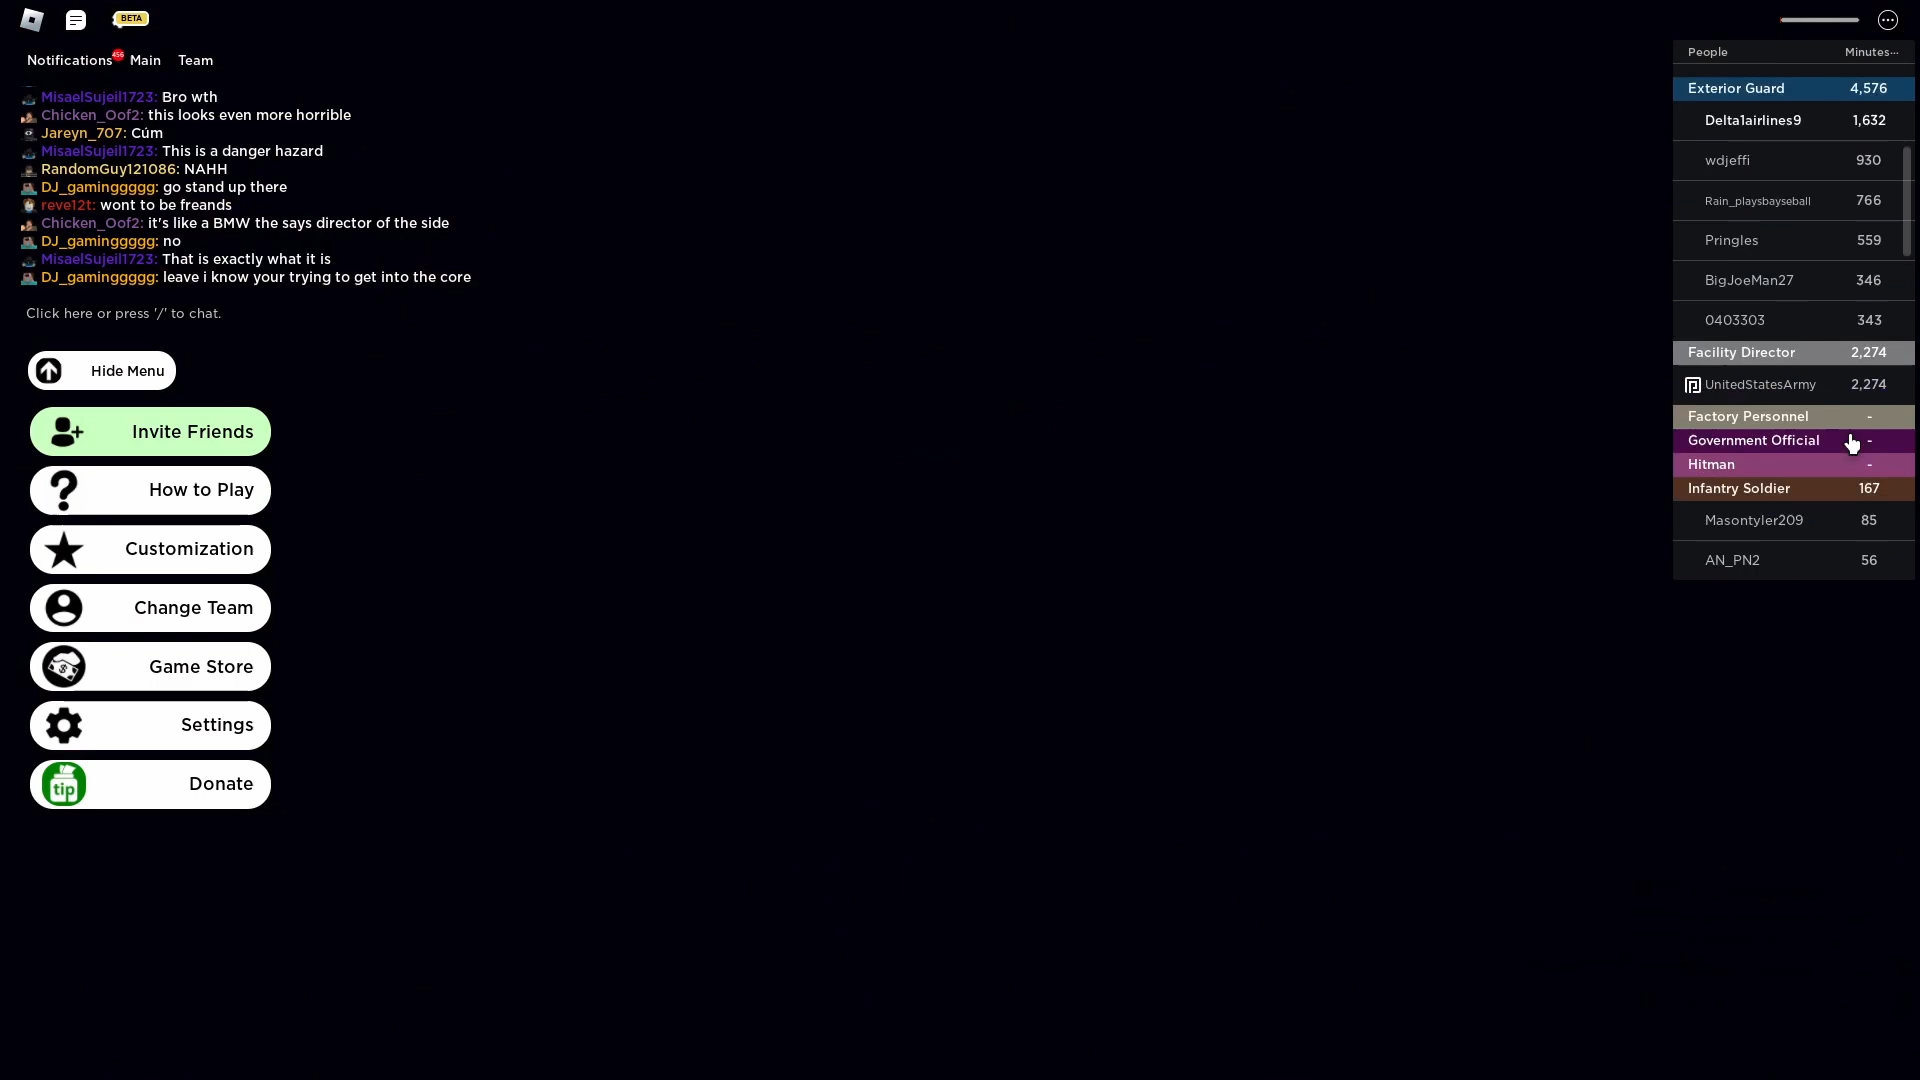 BETA
Notifications 456 Main Team
MisaelSujeil1723: Bro wth
Chicken_Oof2: this looks even more horrible
Jareyn_707: Cúm
MisaelSujeil1723: This is a danger hazard
RandomGuy121086: NAHH
DJ_gaminggggg: go stand up there
reve12t: wont to be freands
Chicken_Oof2: it's like a BMW the says director of the side
DJ_gaminggggg: no
MisaelSujeil1723: That is exactly what it is
DJ_gaminggggg: leave i know your trying to get into the core
Click here or press '/' to chat.
Hide Menu
Invite Friends
How to Play
Customization
Change Team
Game Store
Settings
tip Donate
People Minutes...
Exterior Guard 4,576
Delta1airlines9 1,632
wdjeffi 930
Rain_playsbayseball 766
Pringles 559
BigJoeMan27 346
0403303 343
Facility Director 2,274
UnitedStatesArmy 2,274
Factory Personnel -
Government Official -
Hitman -
Infantry Soldier 167
Masontyler209 85
AN_PN2 56